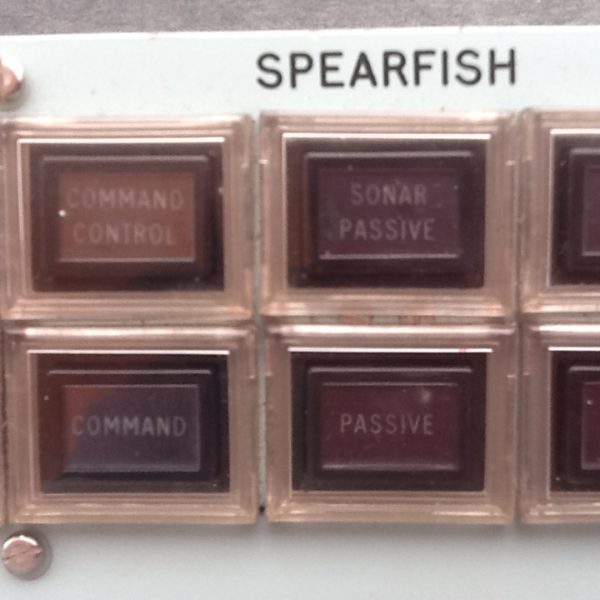 SPEARFISH
COMMAND
CONTROL
SONAR
PASSIVE
COMMAND
PASSIVE